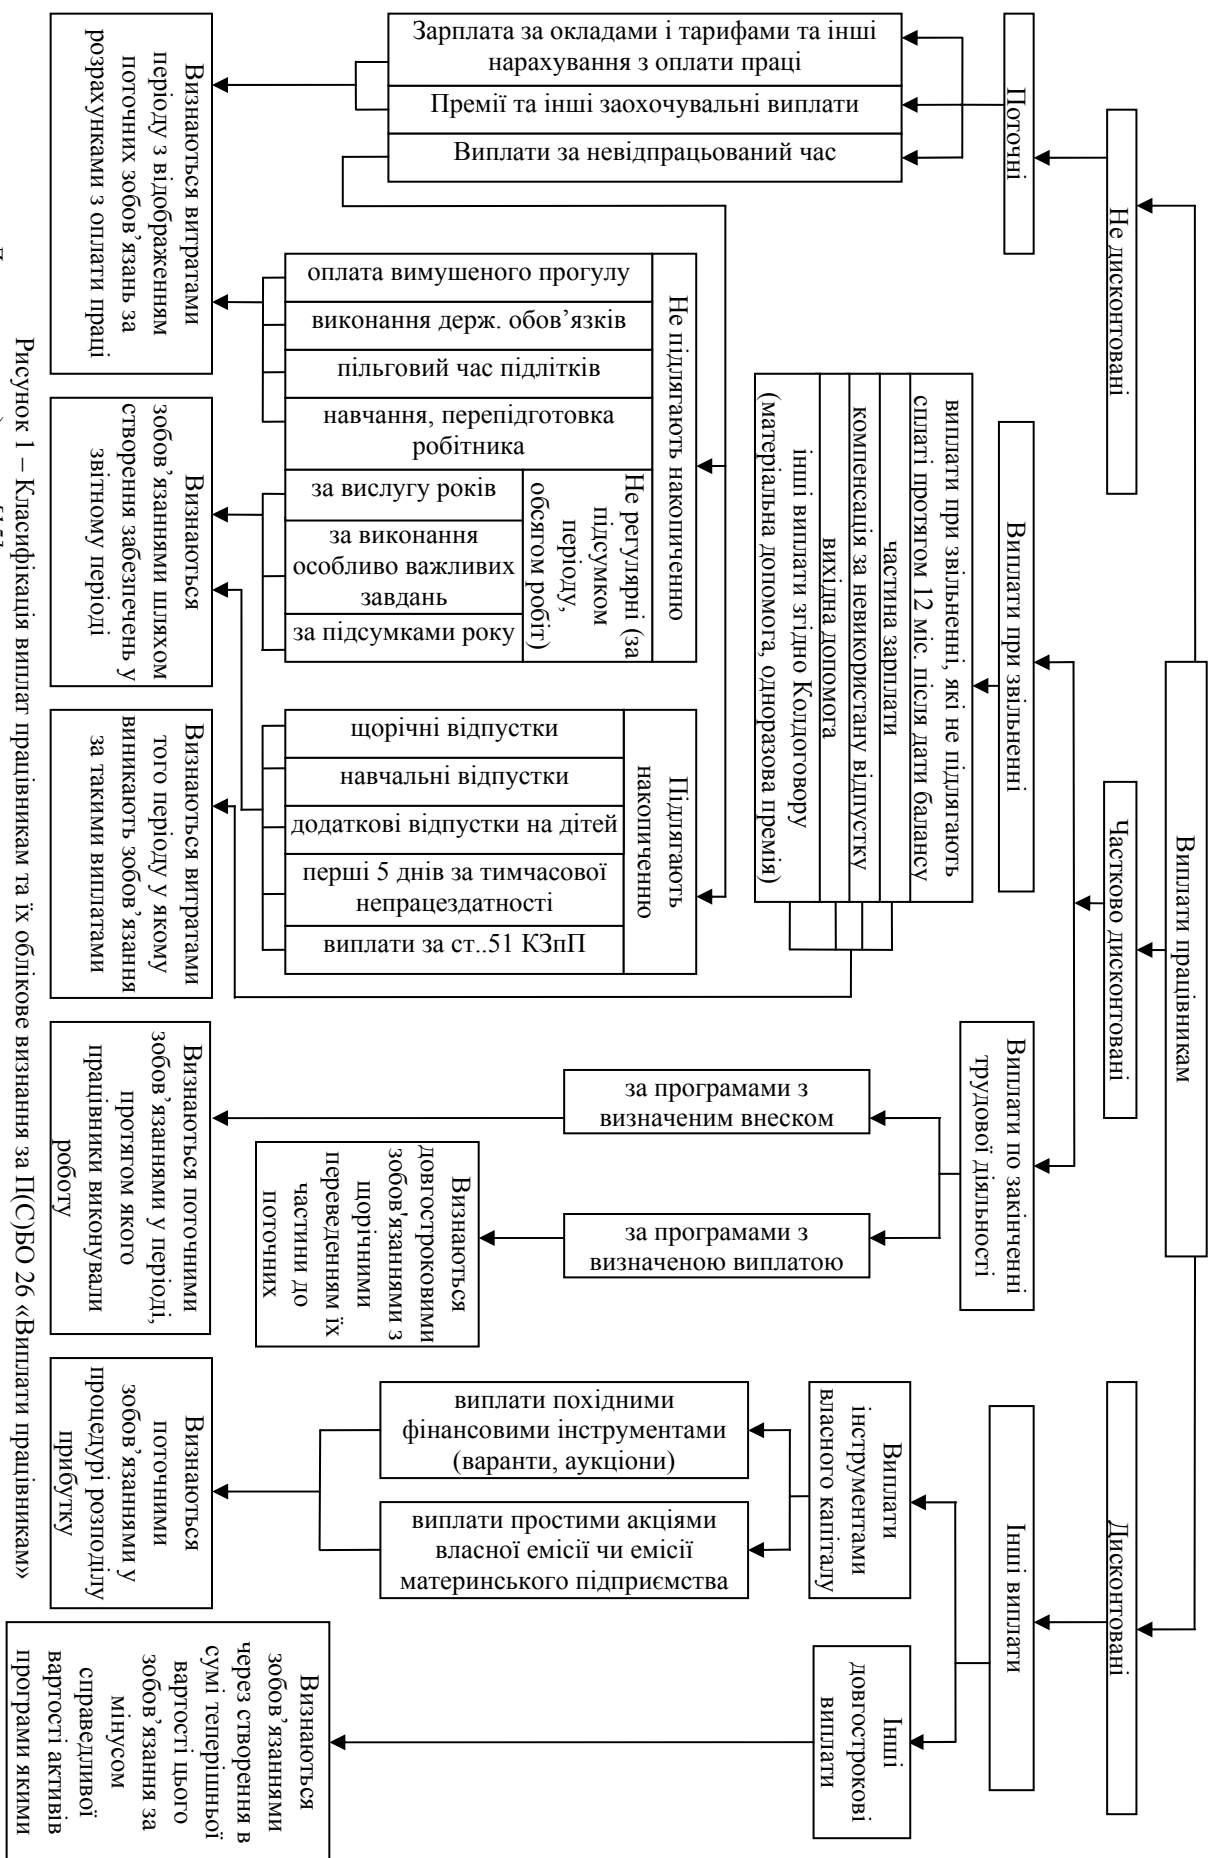 Виплати працівникам
Не дисконтовані
Частково дисконтовані
Дисконтовані
Поточні
Виплати при звільненні
Виплати по закінченні
трудової діяльності
Інші виплати
Зарплата за окладами і тарифами та інші
нарахування з оплати праці
Премії та інші заохочувальні виплати
Виплати за невідпрацьований час
виплати при звільненні, які не підлягають
сплаті протягом 12 міс. після дати балансу
частина зарплати
компенсація за невикористану відпустку
вихідна допомога
інші виплати згідно Колдоговору
(матеріальна допомога, одноразова премія)
за програмами з
визначеним внеском
за програмами з
визначеною виплатою
Виплати
інструментами
власного капіталу
Інші
довгострокові
виплати
Не підлягають накопиченню
оплата вимушеного прогулу
виконання держ. обов’язків
пільговий час підлітків
навчання, перепідготовка
робітника
Не регулярні (за
підсумком
періоду,
обсягом робіт)
за вислугу років
за виконання
особливо важливих
завдань
за підсумками року
Підлягають
накопиченню
щорічні відпустки
навчальні відпустки
додаткові відпустки на дітей
перші 5 днів за тимчасової
непрацездатності
виплати за ст..51 КЗпП
виплати похідними
фінансовими інструментами
(варанти, аукціони)
виплати простими акціями
власної емісії чи емісії
материнського підприємства
Визнаються
довгостроковими
зобов'язаннями з
щорічними
переведенням їх
частини до
поточних
Визнаються витратами
періоду з відображенням
поточних зобов’язань за
розрахунками з оплати праці
Визнаються
зобов’язаннями шляхом
створення забезпечень у
звітному періоді
Визнаються витратами
того періоду у якому
виникають зобов’язання
за такими виплатами
Визнаються поточними
зобов’язаннями у періоді,
протягом якого
працівники виконували
роботу
Визнаються
поточними
зобов’язаннями у
процедурі розподілу
прибутку
Визнаються
зобов’язаннями
через створення в
сумі теперішньої
вартості цього
зобов’язання за
мінусом
справедливої
вартості активів
програми якими
Рисунок 1 – Класифікація виплат працівникам та їх облікове визнання за П(С)БО 26 «Виплати працівникам»